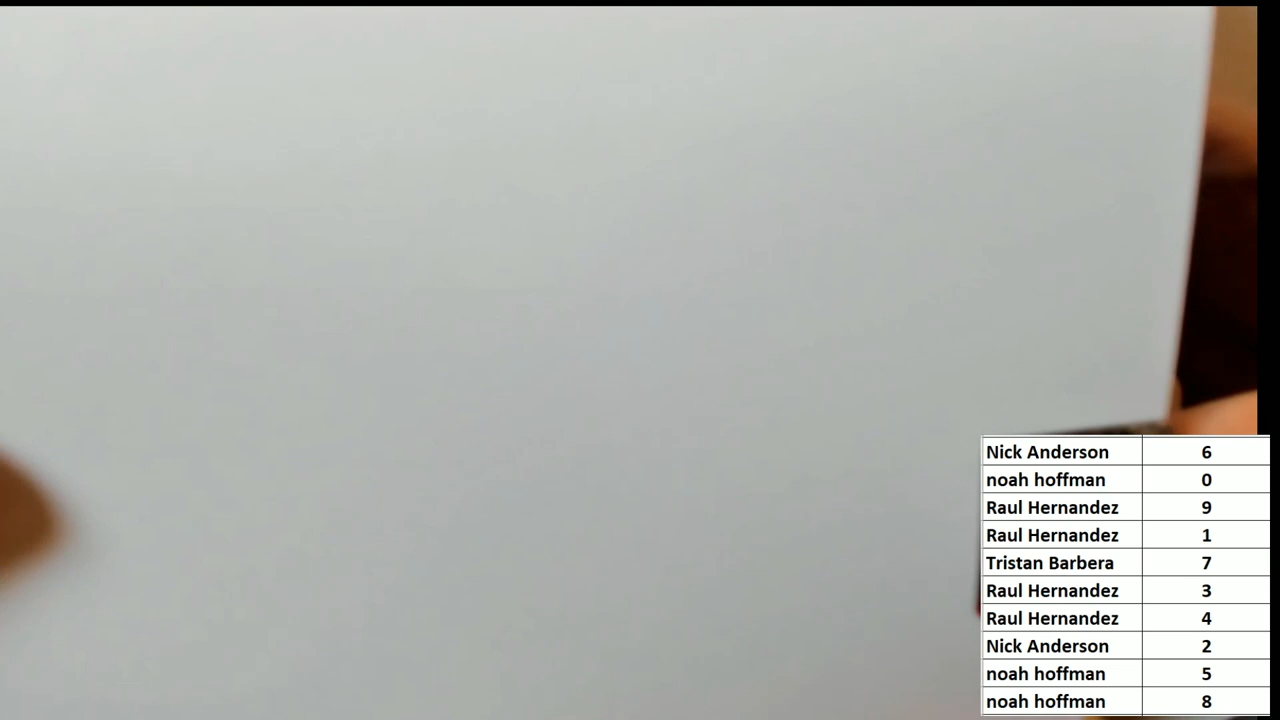 Nick Anderson 6
noah hoffman 0
Raul Hernandez 9
Raul Hernandez 1
Tristan Barbera 7
Raul Hernandez 3
Raul Hernandez 4
Nick Anderson 2
noah hoffman 5
noah hoffman 8